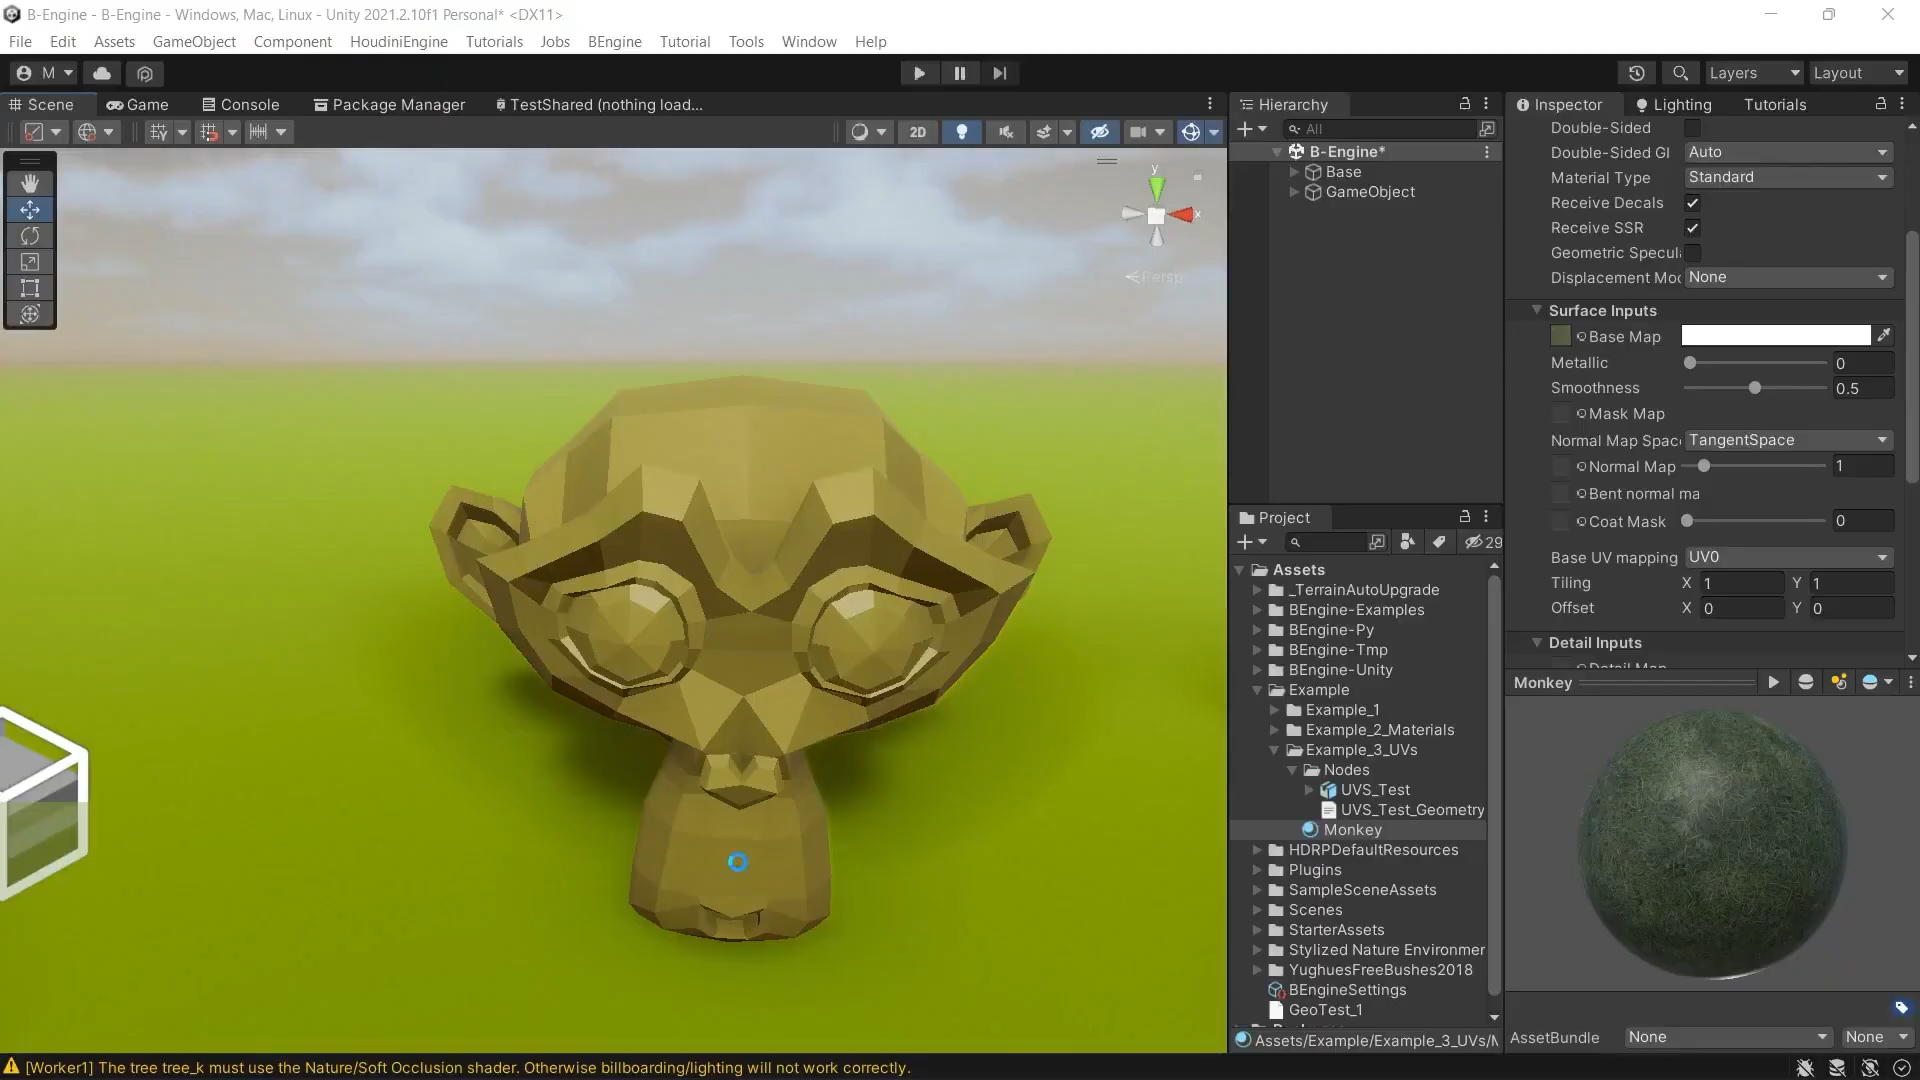 B-Engine - B-Engine - Windows, Mac, Linux - Unity 2021.2.10f1 Personal* <DX11>
File Edit Assets GameObject Component HoudiniEngine Tutorials Jobs BEngine Tutorial Tools Window Help
M Layers Layout
Scene Game Console Package Manager TestShared (nothing load...
2D
y
x
Persp
Hierarchy
All
B-Engine*
Base
GameObject
Project
29
Assets
_TerrainAutoUpgrade
BEngine-Examples
BEngine-Py
BEngine-Tmp
BEngine-Unity
Example
Example_1
Example_2_Materials
Example_3_UVs
Nodes
UVS_Test
UVS_Test_Geometry
Monkey
HDRPDefaultResources
Plugins
SampleSceneAssets
Scenes
StarterAssets
Stylized Nature Environmer
YughuesFreeBushes2018
BEngineSettings
GeoTest_1
Assets/Example/Example_3_UVs/M
Inspector Lighting Tutorials
Double-Sided
Double-Sided GI Auto
Material Type Standard
Receive Decals
Receive SSR
Geometric Specul
Displacement Moc None
Surface Inputs
Base Map
Metallic 0
Smoothness 0.5
Mask Map
Normal Map Spac TangentSpace
Normal Map 1
Bent normal ma
Coat Mask 0
Base UV mapping UV0
Tiling X 1 Y 1
Offset X 0 Y 0
Detail Inputs
Detail Map
Monkey
AssetBundle None None
[Worker1] The tree tree_k must use the Nature/Soft Occlusion shader. Otherwise billboarding/lighting will not work correctly.